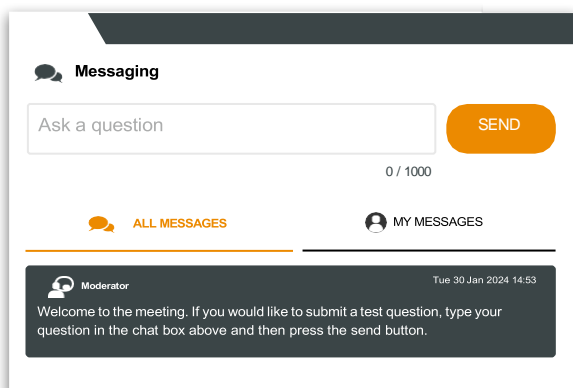 Messaging
Ask a question
SEND
0 / 1000
ALL MESSAGES
MY MESSAGES
Moderator
Tue 30 Jan 2024 14:53
Welcome to the meeting. If you would like to submit a test question, type your
question in the chat box above and then press the send button.